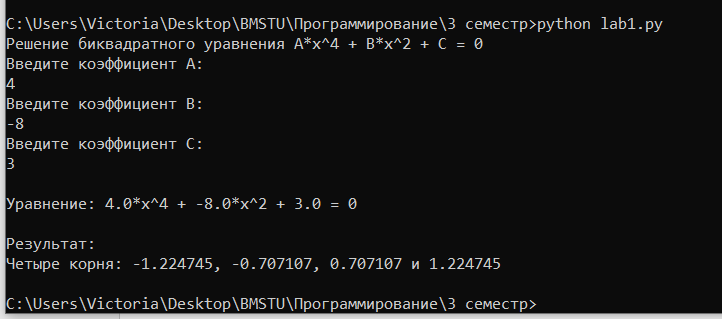 C:\Users\Victoria\Desktop\BMSTU\Программирование\3 семестр>python lab1.py
Решение биквадратного уравнения A*x^4 + B*x^2 + C = 0
Введите коэффициент A:
4
Введите коэффициент B:
-8
Введите коэффициент C:
3
Уравнение: 4.0*x^4 + -8.0*x^2 + 3.0 = 0
Результат:
Четыре корня: -1.224745, -0.707107, 0.707107 и 1.224745
C:\Users\Victoria\Desktop\BMSTU\Программирование\3 семестр>